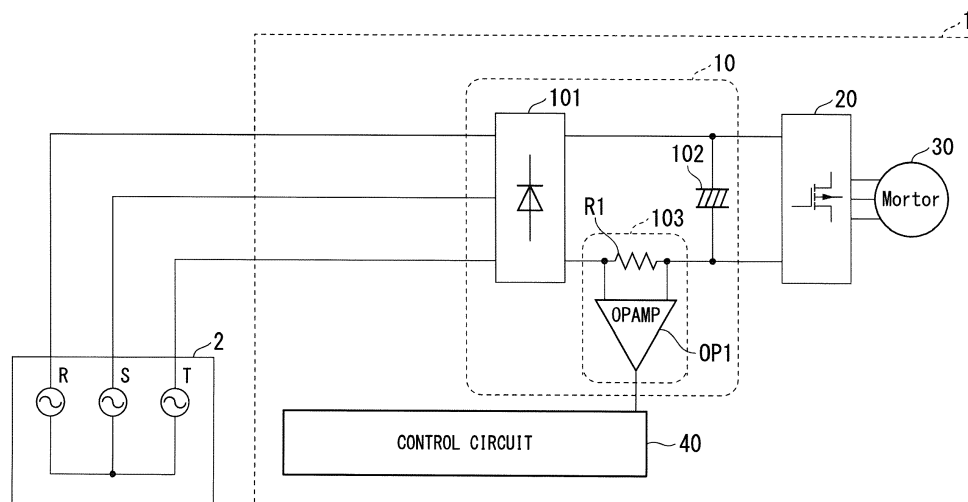 1
10
101
20
30
102
Mortor
R1
103
OPAMP
OP1
2
R S T
CONTROL CIRCUIT
40